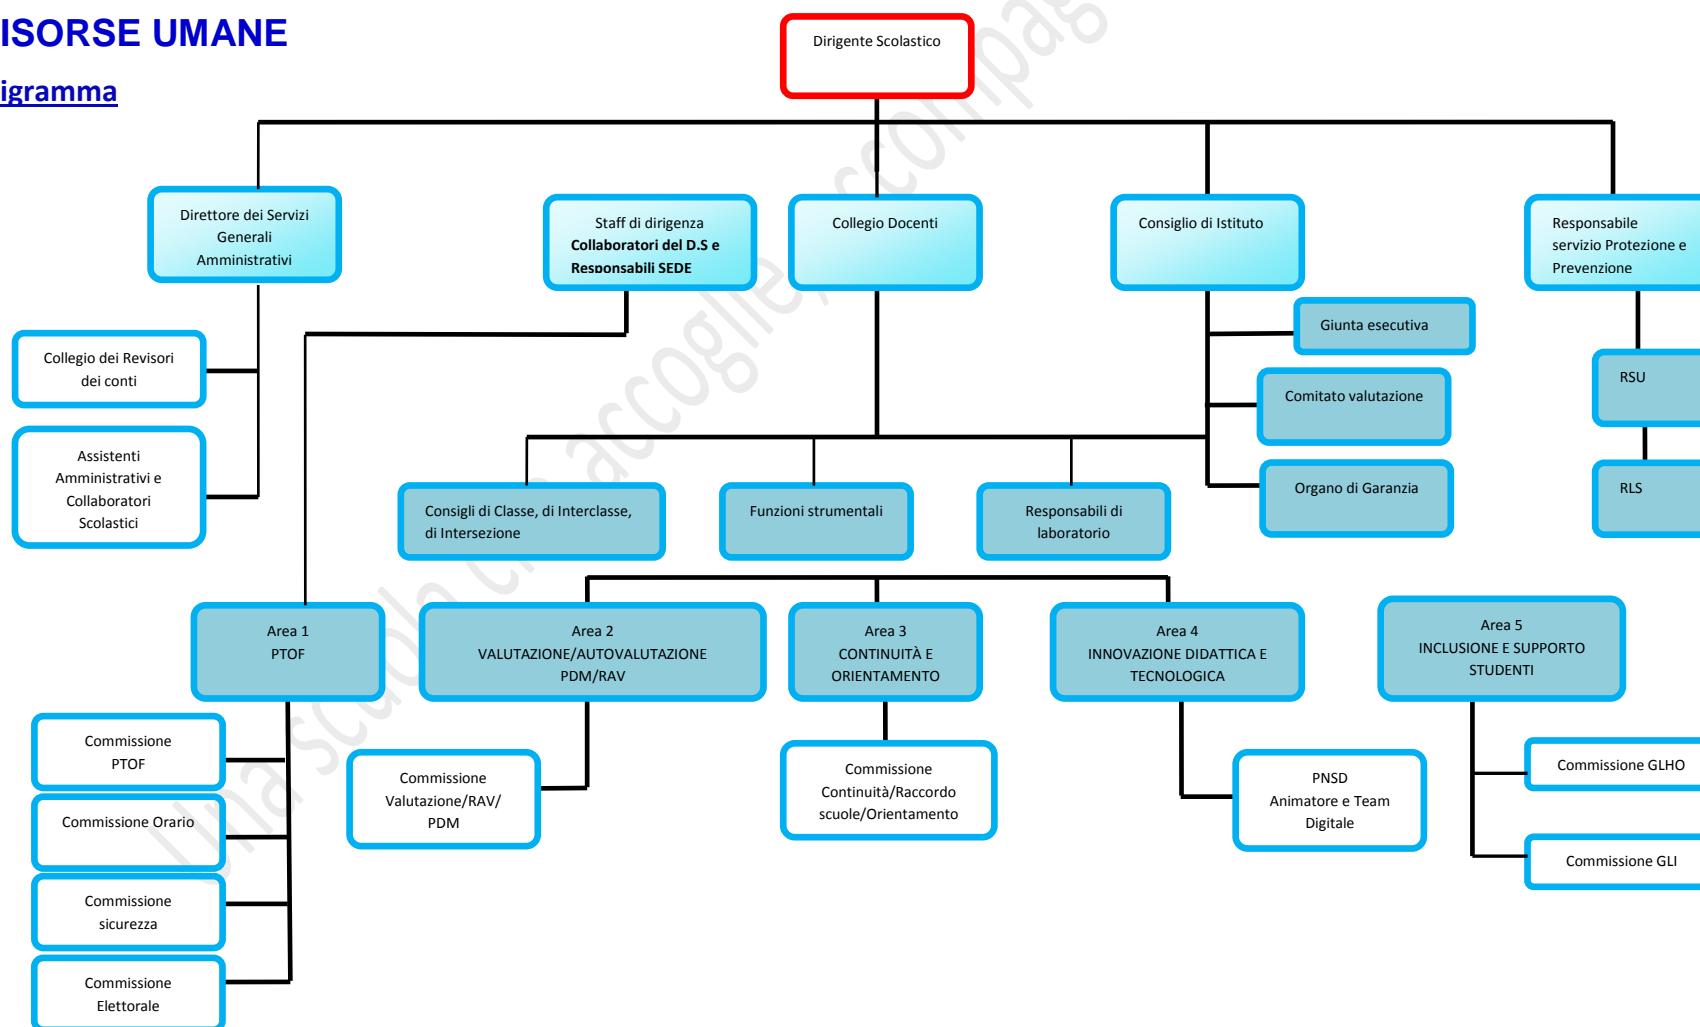 ISORSE UMANE
igramma
Dirigente Scolastico
Direttore dei Servizi
Generali
Amministrativi
Staff di dirigenza
Collaboratori del D.S e
Responsabili SEDE
Collegio Docenti
Consiglio di Istituto
Responsabile
servizio Protezione e
Prevenzione
Giunta esecutiva
Collegio dei Revisori
dei conti
Comitato valutazione
RSU
Assistenti
Amministrativi e
Collaboratori
Scolastici
Organo di Garanzia
RLS
Consigli di Classe, di Interclasse,
di Intersezione
Funzioni strumentali
Responsabili di
laboratorio
Area 1
PTOF
Area 2
VALUTAZIONE/AUTOVALUTAZIONE
PDM/RAV
Area 3
CONTINUITÀ E
ORIENTAMENTO
Area 4
INNOVAZIONE DIDATTICA E
TECNOLOGICA
Area 5
INCLUSIONE E SUPPORTO
STUDENTI
Commissione
PTOF
Commissione
Valutazione/RAV/
PDM
Commissione
Continuità/Raccordo
scuole/Orientamento
PNSD
Animatore e Team
Digitale
Commissione GLHO
Commissione Orario
Commissione GLI
Commissione
sicurezza
Commissione
Elettorale
Una scuola accoglie, accompag